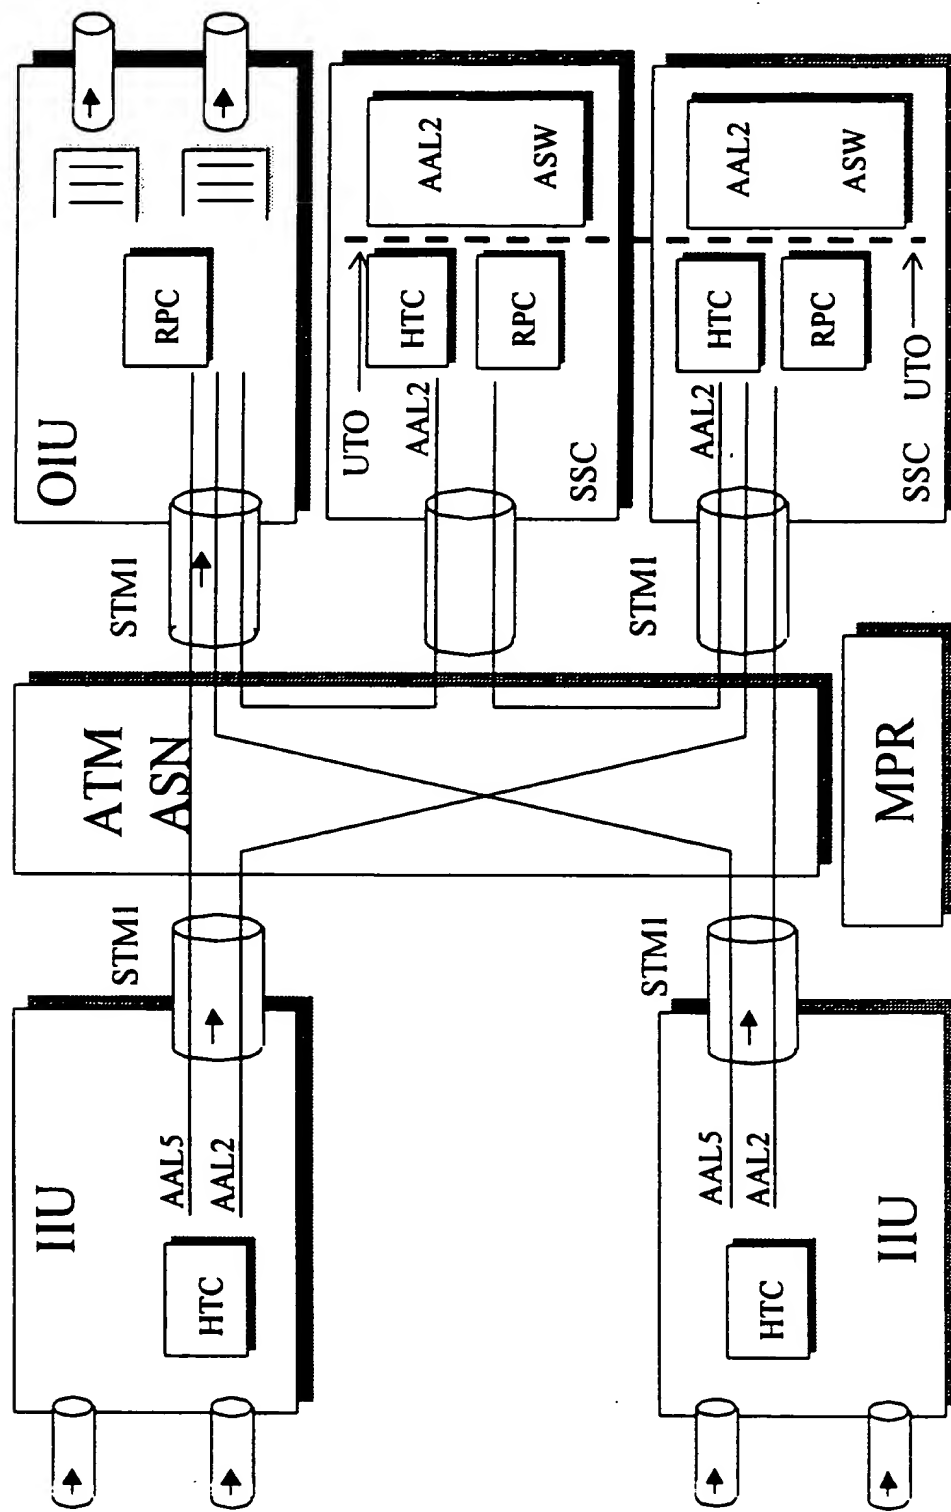 IIU
HTC
AAL5
AAL2
STM1
ATM
ASN
STM1
OIU
RPC
UTO
AAL2
HTC
RPC
AAL2
ASW
SSC
IIU
HTC
AAL5
AAL2
STM1
MPR
STM1
AAL2
HTC
RPC
AAL2
ASW
SSC
UTO